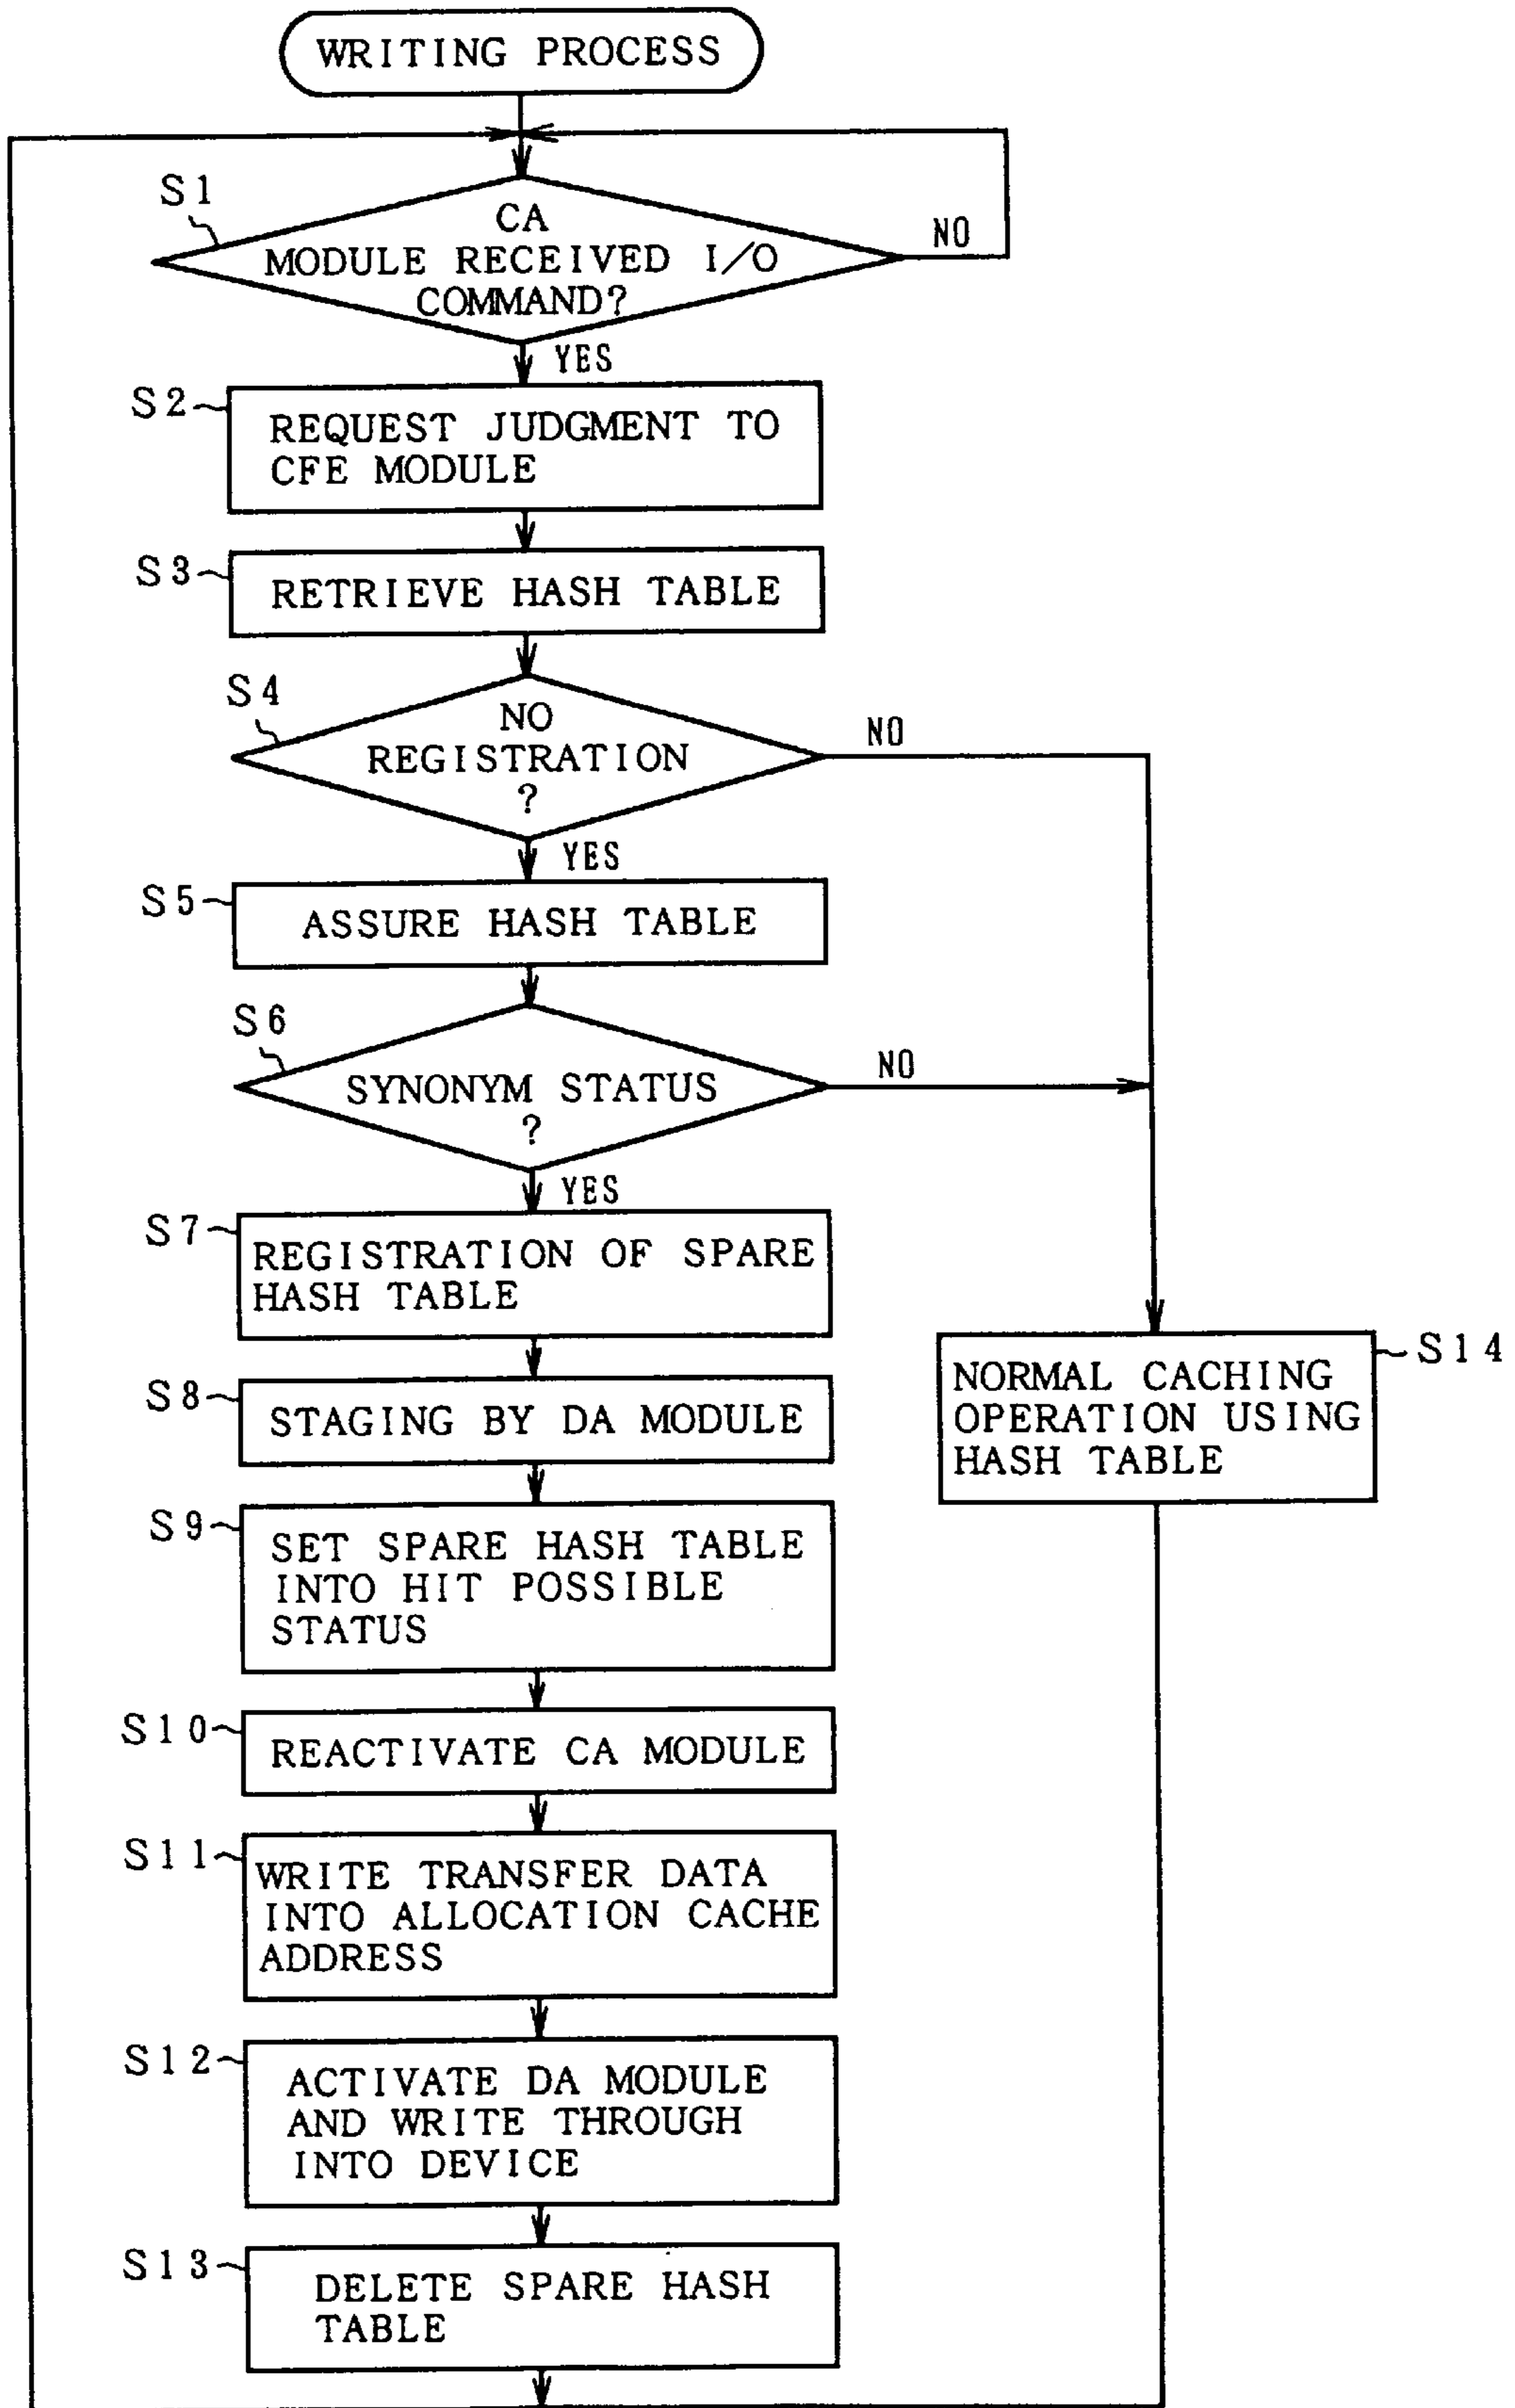 WRITING PROCESS
S1
CA
MODULE RECEIVED I/O
COMMAND?
NO
YES
S2
REQUEST JUDGMENT TO
CFE MODULE
S3
RETRIEVE HASH TABLE
S4
NO
REGISTRATION
?
NO
YES
S5
ASSURE HASH TABLE
S6
SYNONYM STATUS
?
NO
YES
S7
REGISTRATION OF SPARE
HASH TABLE
S14
NORMAL CACHING
OPERATION USING
HASH TABLE
S8
STAGING BY DA MODULE
S9
SET SPARE HASH TABLE
INTO HIT POSSIBLE
STATUS
S10
REACTIVATE CA MODULE
S11
WRITE TRANSFER DATA
INTO ALLOCATION CACHE
ADDRESS
S12
ACTIVATE DA MODULE
AND WRITE THROUGH
INTO DEVICE
S13
DELETE SPARE HASH
TABLE